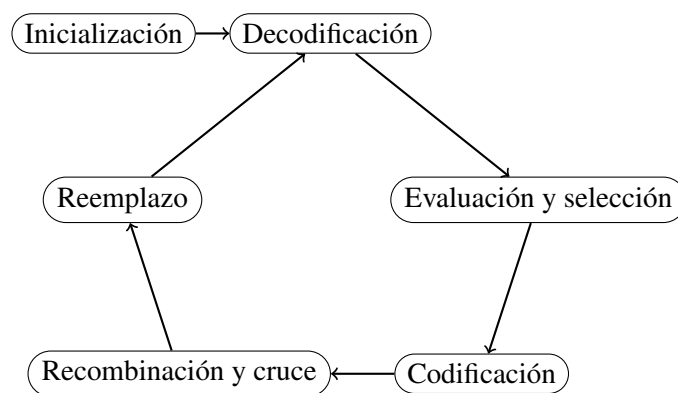 Inicialización
Decodificación
Reemplazo
Evaluación y selección
Recombinación y cruce
Codificación